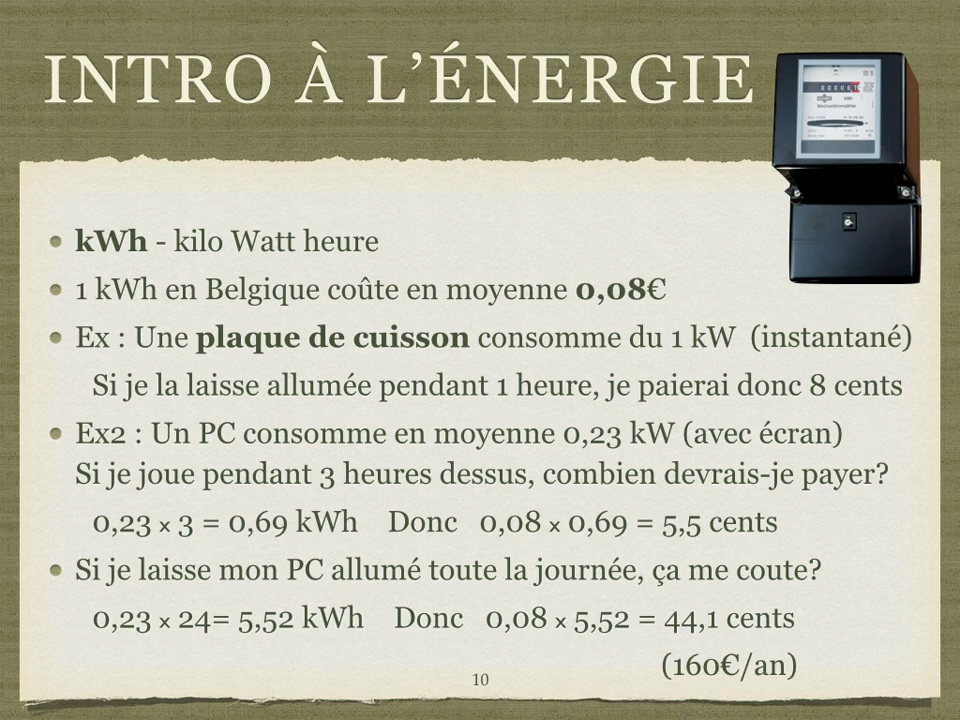 INTRO À L’ÉNERGIE
kWh - kilo Watt heure
1 kWh en Belgique coûte en moyenne 0,08€
Ex : Une plaque de cuisson consomme du 1 kW (instantané)
Si je la laisse allumée pendant 1 heure, je paierai donc 8 cents
Ex2 : Un PC consomme en moyenne 0,23 kW (avec écran)
Si je joue pendant 3 heures dessus, combien devrais-je payer?
0,23 × 3 = 0,69 kWh Donc 0,08 × 0,69 = 5,5 cents
Si je laisse mon PC allumé toute la journée, ça me coute?
0,23 × 24= 5,52 kWh Donc 0,08 × 5,52 = 44,1 cents
(160€/an)
10